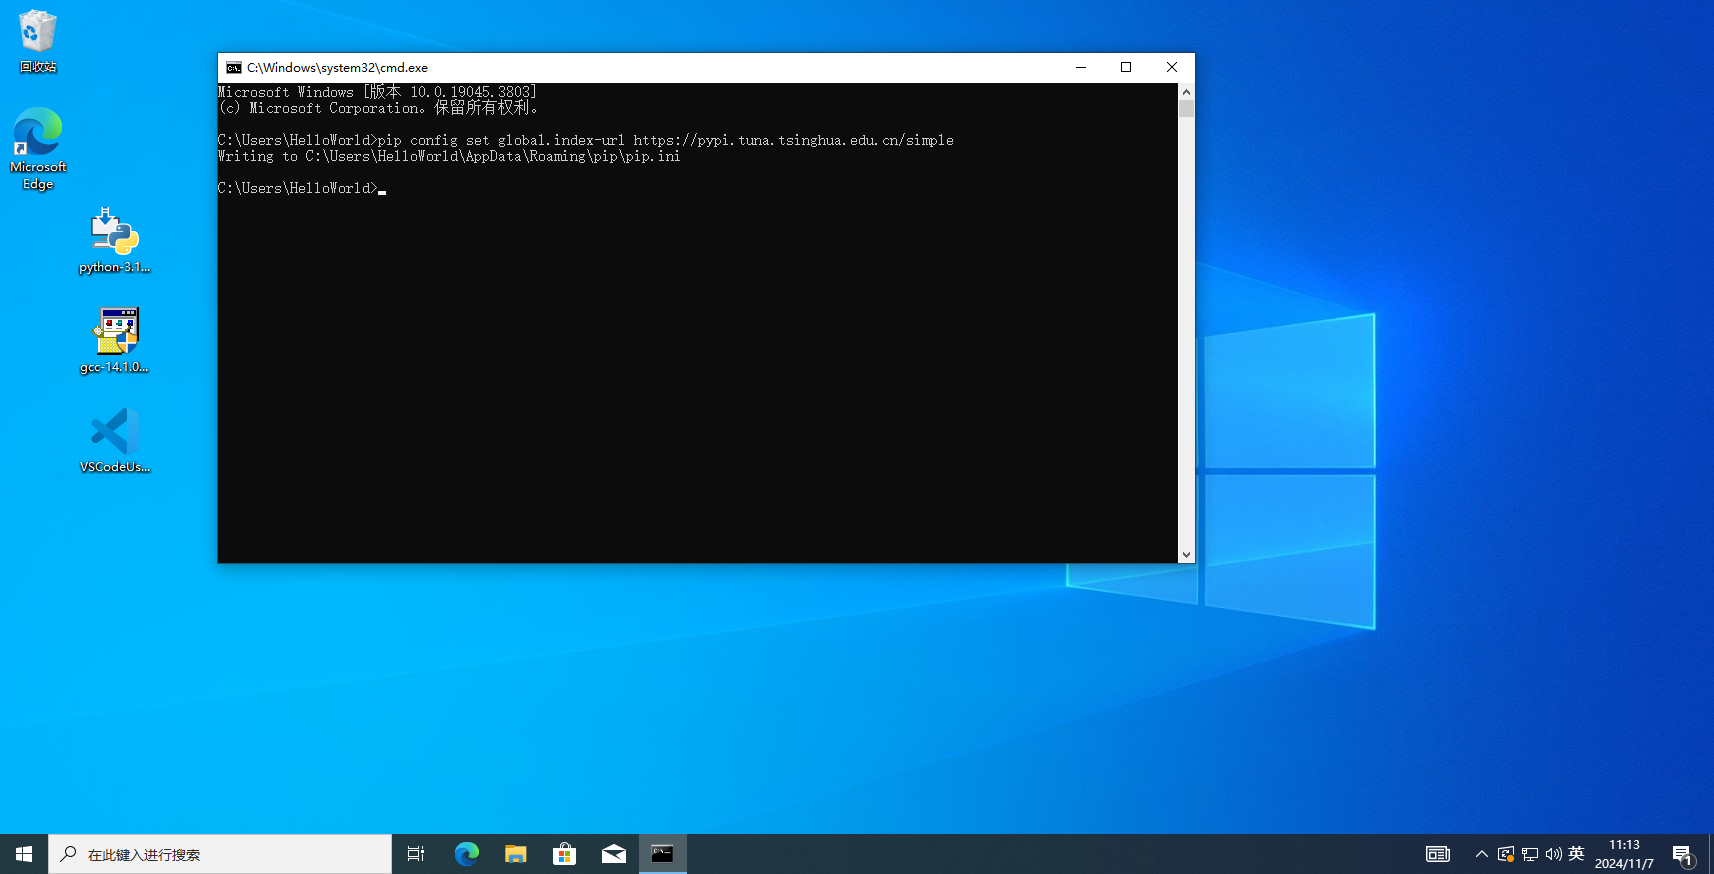 回收站
Microsoft
Edge
python-3.1...
gcc-14.1.0...
VSCodeUs...
C:\Windows\system32\cmd.exe
Microsoft Windows [版本 10.0.19045.3803]
(c) Microsoft Corporation。保留所有权利。
C:\Users\HelloWorld>pip config set global.index-url https://pypi.tuna.tsinghua.edu.cn/simple
Writing to C:\Users\HelloWorld\AppData\Roaming\pip\pip.ini
C:\Users\HelloWorld>
在此键入进行搜索
英
11:13
2024/11/7
1